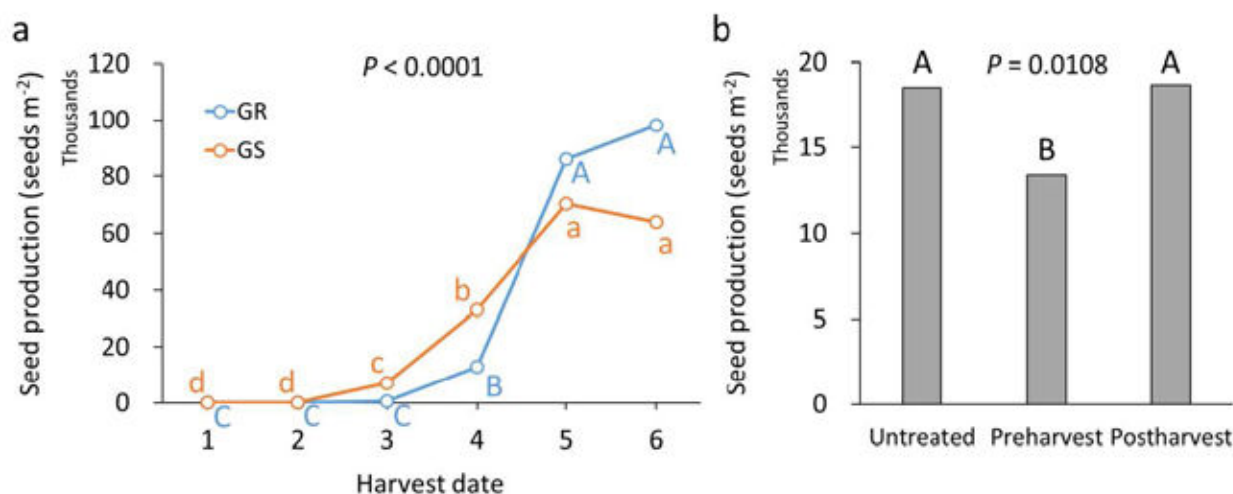 a
P < 0.0001
Seed production (seeds m⁻²)
Thousands
120
100
80
60
40
20
0
GR
GS
d d c b a a
C C C B A A
1 2 3 4 5 6
Harvest date
b
P = 0.0108
Seed production (seeds m⁻²)
Thousands
20
15
10
5
0
A B A
Untreated Preharvest Postharvest